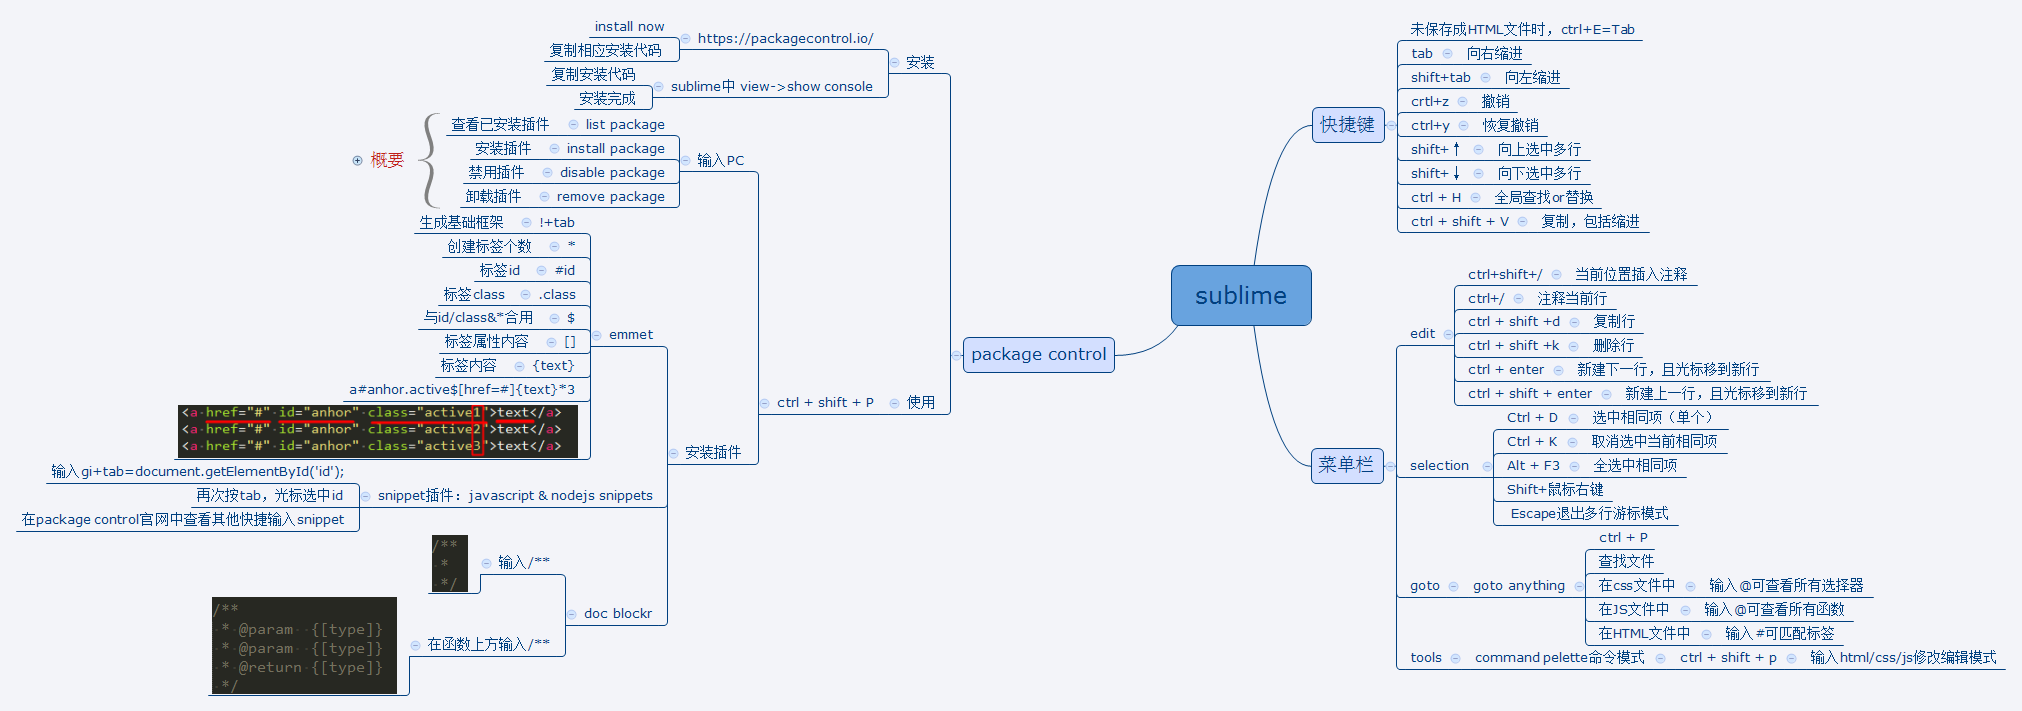 sublime
快捷键
未保存成HTML文件时，ctrl+E=Tab
tab 向右缩进
shift+tab 向左缩进
crtl+z 撤销
ctrl+y 恢复撤销
shift+↑ 向上选中多行
shift+↓ 向下选中多行
ctrl + H 全局查找or替换
ctrl + shift + V 复制，包括缩进
菜单栏
edit
ctrl+shift+/ 当前位置插入注释
ctrl+/ 注释当前行
ctrl + shift +d 复制行
ctrl + shift +k 删除行
ctrl + enter 新建下一行，且光标移到新行
ctrl + shift + enter 新建上一行，且光标移到新行
selection
Ctrl + D 选中相同项（单个）
Ctrl + K 取消选中当前相同项
Alt + F3 全选中相同项
Shift+鼠标右键
Escape退出多行游标模式
goto goto anything
ctrl + P
查找文件
在css文件中 输入@可查看所有选择器
在JS文件中 输入@可查看所有函数
在HTML文件中 输入#可匹配标签
tools command pelette命令模式 ctrl + shift + p 输入html/css/js修改编辑模式
package control
安装
https://packagecontrol.io/
install now
复制相应安装代码
sublime中 view->show console
复制安装代码
安装完成
使用
ctrl + shift + P
输入PC
查看已安装插件 list package
安装插件 install package
禁用插件 disable package
卸载插件 remove package
概要
安装插件
emmet
生成基础框架 !+tab
创建标签个数 *
标签id #id
标签class .class
与id/class&*合用 $
标签属性内容 []
标签内容 {text}
a#anhor.active$[href=#]{text}*3
<a href="#" id="anhor" class="active1">text</a>
<a href="#" id="anhor" class="active2">text</a>
<a href="#" id="anhor" class="active3">text</a>
snippet插件：javascript & nodejs snippets
输入gi+tab=document.getElementById('id');
再次按tab，光标选中id
在package control官网中查看其他快捷输入snippet
doc blockr
输入/**
/**
*
*/
在函数上方输入/**
/**
* @param {[type]}
* @param {[type]}
* @return {[type]}
*/